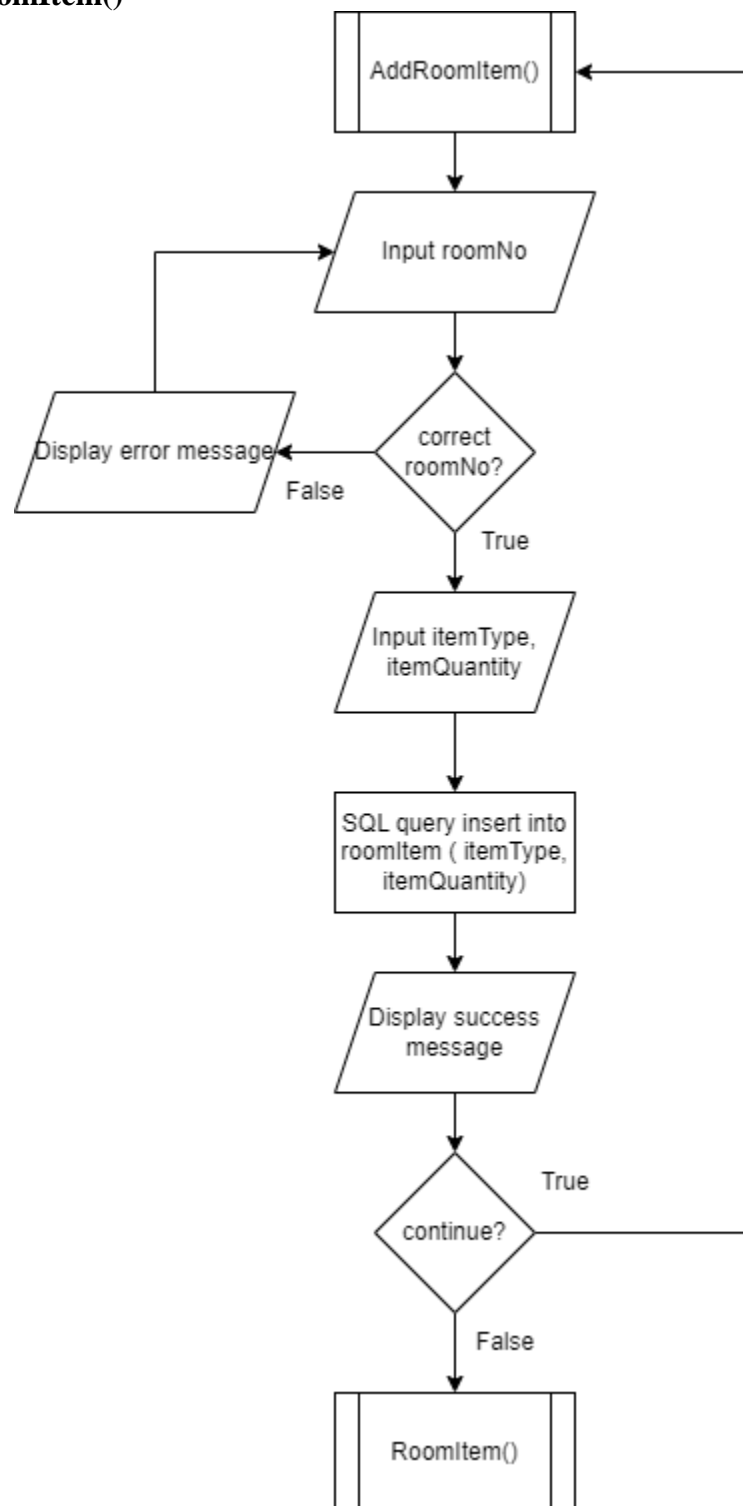 omItem()
AddRoomItem()
Input roomNo
correct
roomNo?
Display error message
False
True
Input itemType,
itemQuantity
SQL query insert into
roomItem ( itemType,
itemQuantity)
Display success
message
True
continue?
False
RoomItem()